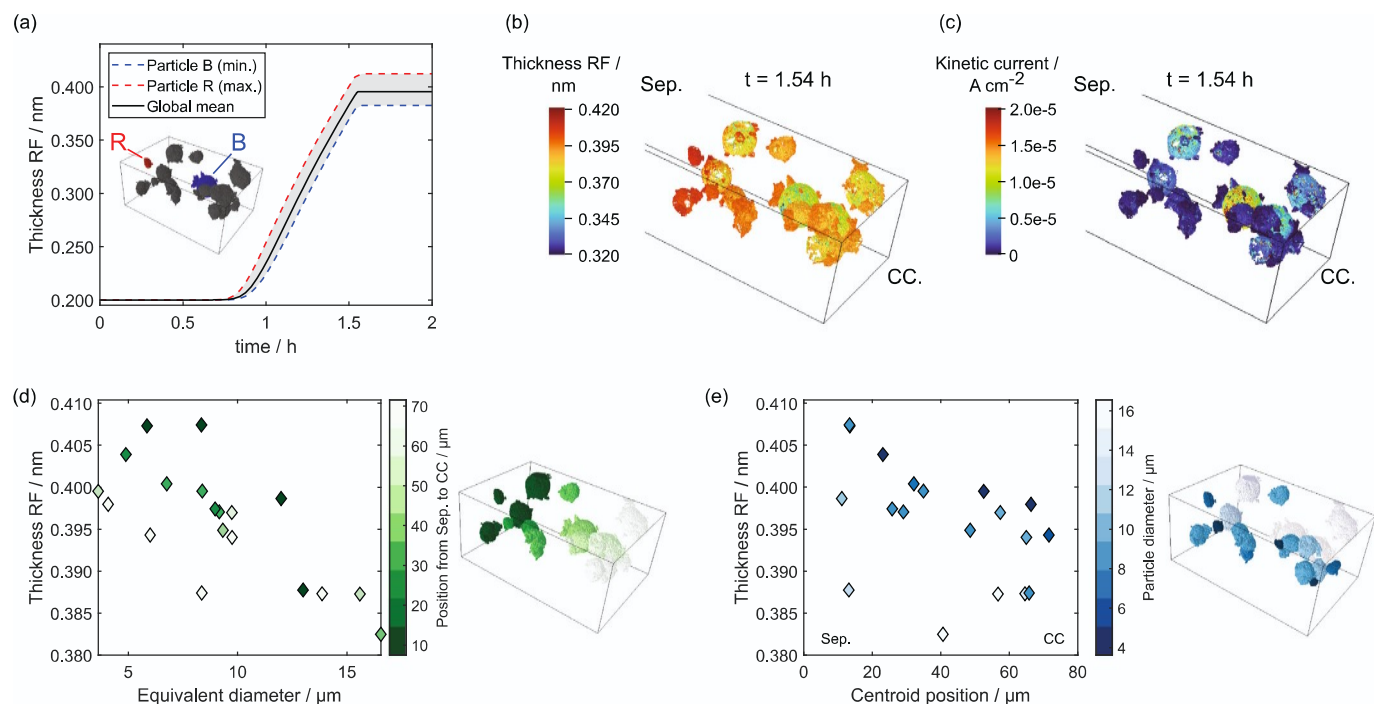 (a)
Thickness RF / nm
0.400
0.350
0.300
0.250
0.200
0
0.5
1
1.5
2
time / h
Particle B (min.)
Particle R (max.)
Global mean
R
B
(b)
Thickness RF /
nm
t = 1.54 h
Sep.
0.420
0.395
0.370
0.345
0.320
CC.
(c)
Kinetic current /
A cm-2
t = 1.54 h
Sep.
2.0e-5
1.5e-5
1.0e-5
0.5e-5
0
CC.
(d)
Thickness RF / nm
0.410
0.405
0.400
0.395
0.390
0.385
0.380
5
10
15
Equivalent diameter / µm
70
60
50
40
30
20
10
Position from Sep. to CC / µm
(e)
Thickness RF / nm
0.410
0.405
0.400
0.395
0.390
0.385
0.380
Sep.
CC
0
20
40
60
80
Centroid position / µm
16
14
12
10
8
6
4
Particle diameter / µm